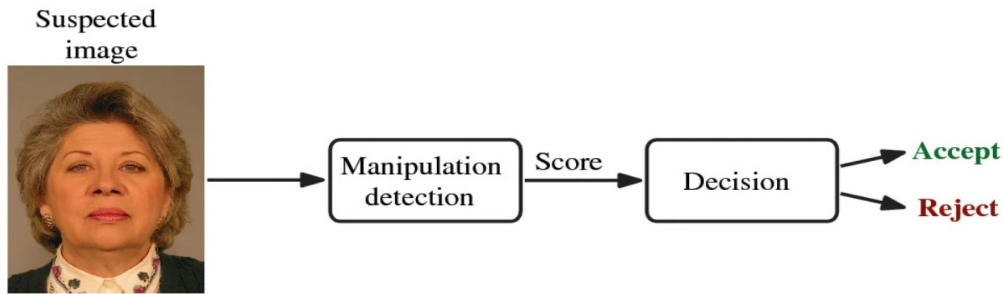 Suspected
image
Manipulation
detection
Score
Decision
Accept
Reject